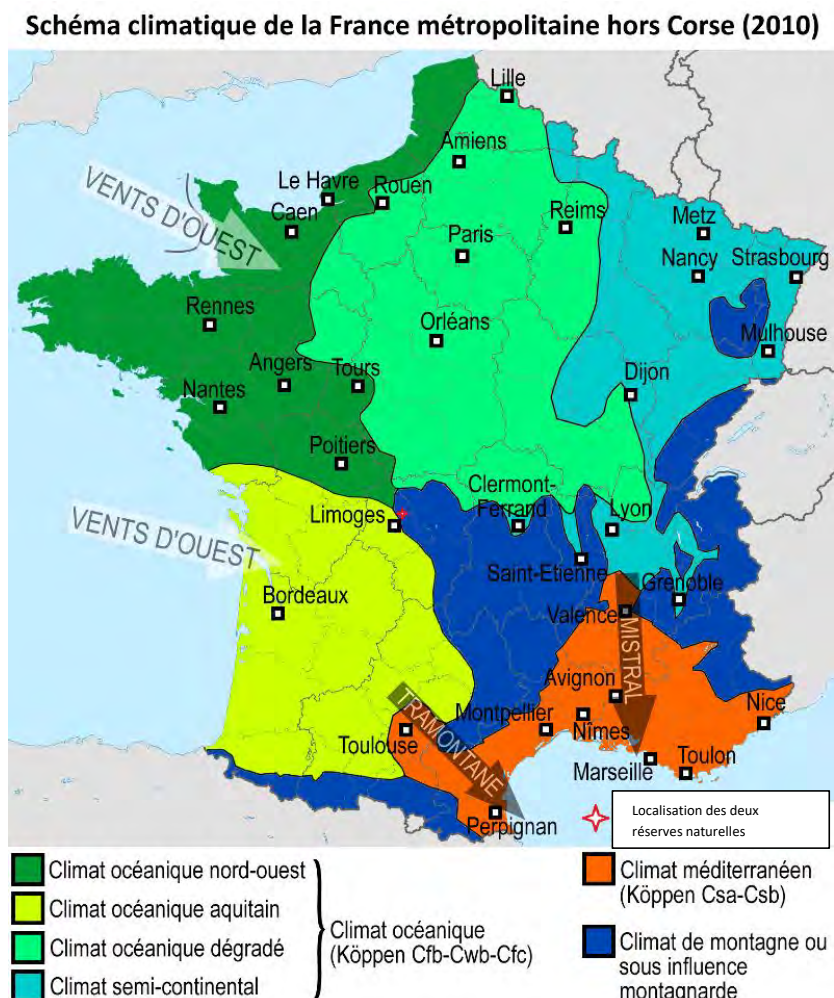 Schéma climatique de la France métropolitaine hors Corse (2010)
Lille
Amiens
VENTS D'OUEST
Le Havre
Rouen
Caen
Reims
Metz
Paris
Nancy
Strasbourg
Rennes
Orléans
Mulhouse
Angers
Tours
Nantes
Dijon
Poitiers
Clermont-
Ferrand
Limoges
Lyon
VENTS D'OUEST
Saint-Etienne
Grenoble
Bordeaux
Valence
MISTRAL
Avignon
TRAMONTANE
Montpellier
Nice
Toulouse
Nîmes
Marseille
Toulon
Perpignan
Localisation des deux
réserves naturelles
Climat océanique nord-ouest
Climat océanique aquitain
Climat océanique dégradé
Climat semi-continental
Climat océanique
(Köppen Cfb-Cwb-Cfc)
Climat méditerranéen
(Köppen Csa-Csb)
Climat de montagne ou
sous influence
montagnarde